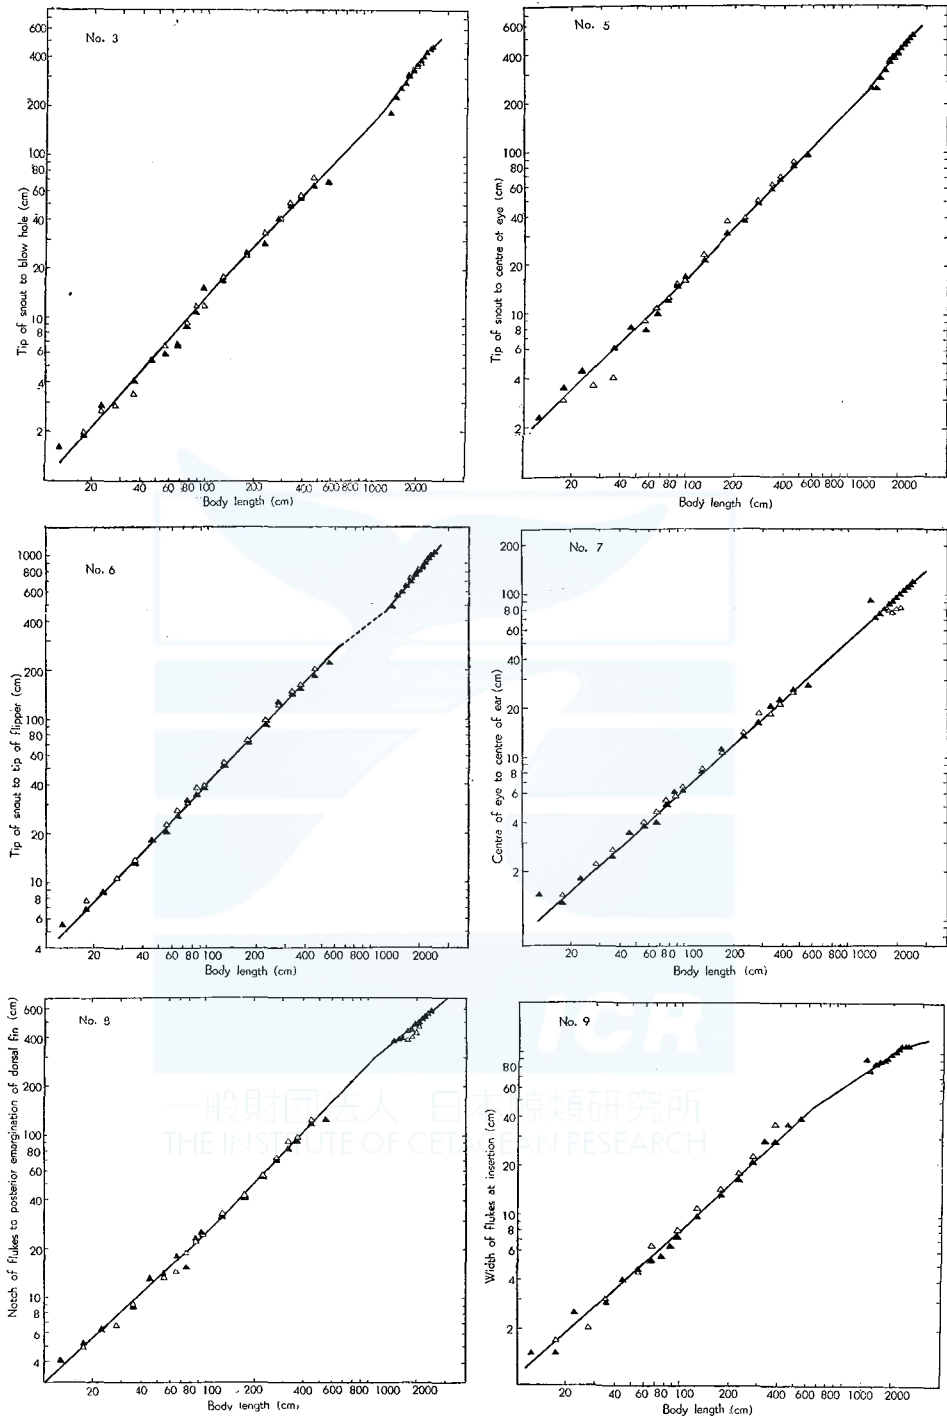 No. 3
600
400
200
100
80
60
40
20
10
8
6
4
2
Tip of snout to blow hole (cm)
20 40 60 80 100 200 400 600 800 1000 2000
Body length (cm)
No. 5
600
400
200
100
80
60
40
20
10
8
6
4
2
Tip of snout to centre of eye (cm)
20 40 60 80 100 200 400 600 1000 2000
Body length (cm)
No. 6
1000
800
600
400
200
100
80
60
40
20
10
8
6
4
Tip of snout to tip of flipper (cm)
20 40 60 80 100 200 400 600 1000 2000
Body length (cm)
No. 7
200
100
80
60
40
20
10
8
6
4
2
Centre of eye to centre of ear (cm)
20 40 60 80 100 200 400 600 1000 2000
Body length (cm)
No. 8
600
400
200
100
80
60
40
20
10
8
6
4
Notch of flukes to posterior emargination of dorsal fin (cm)
20 40 60 80 100 200 400 600 1000 2000
Body length (cm)
No. 9
80
60
40
20
10
8
6
4
2
Width of flukes at insertion (cm)
20 40 60 80 100 200 400 600 1000 2000
Body length (cm)
ICR
一般財団法人 日本鯨類研究所
THE INSTITUTE OF CETACEAN RESEARCH